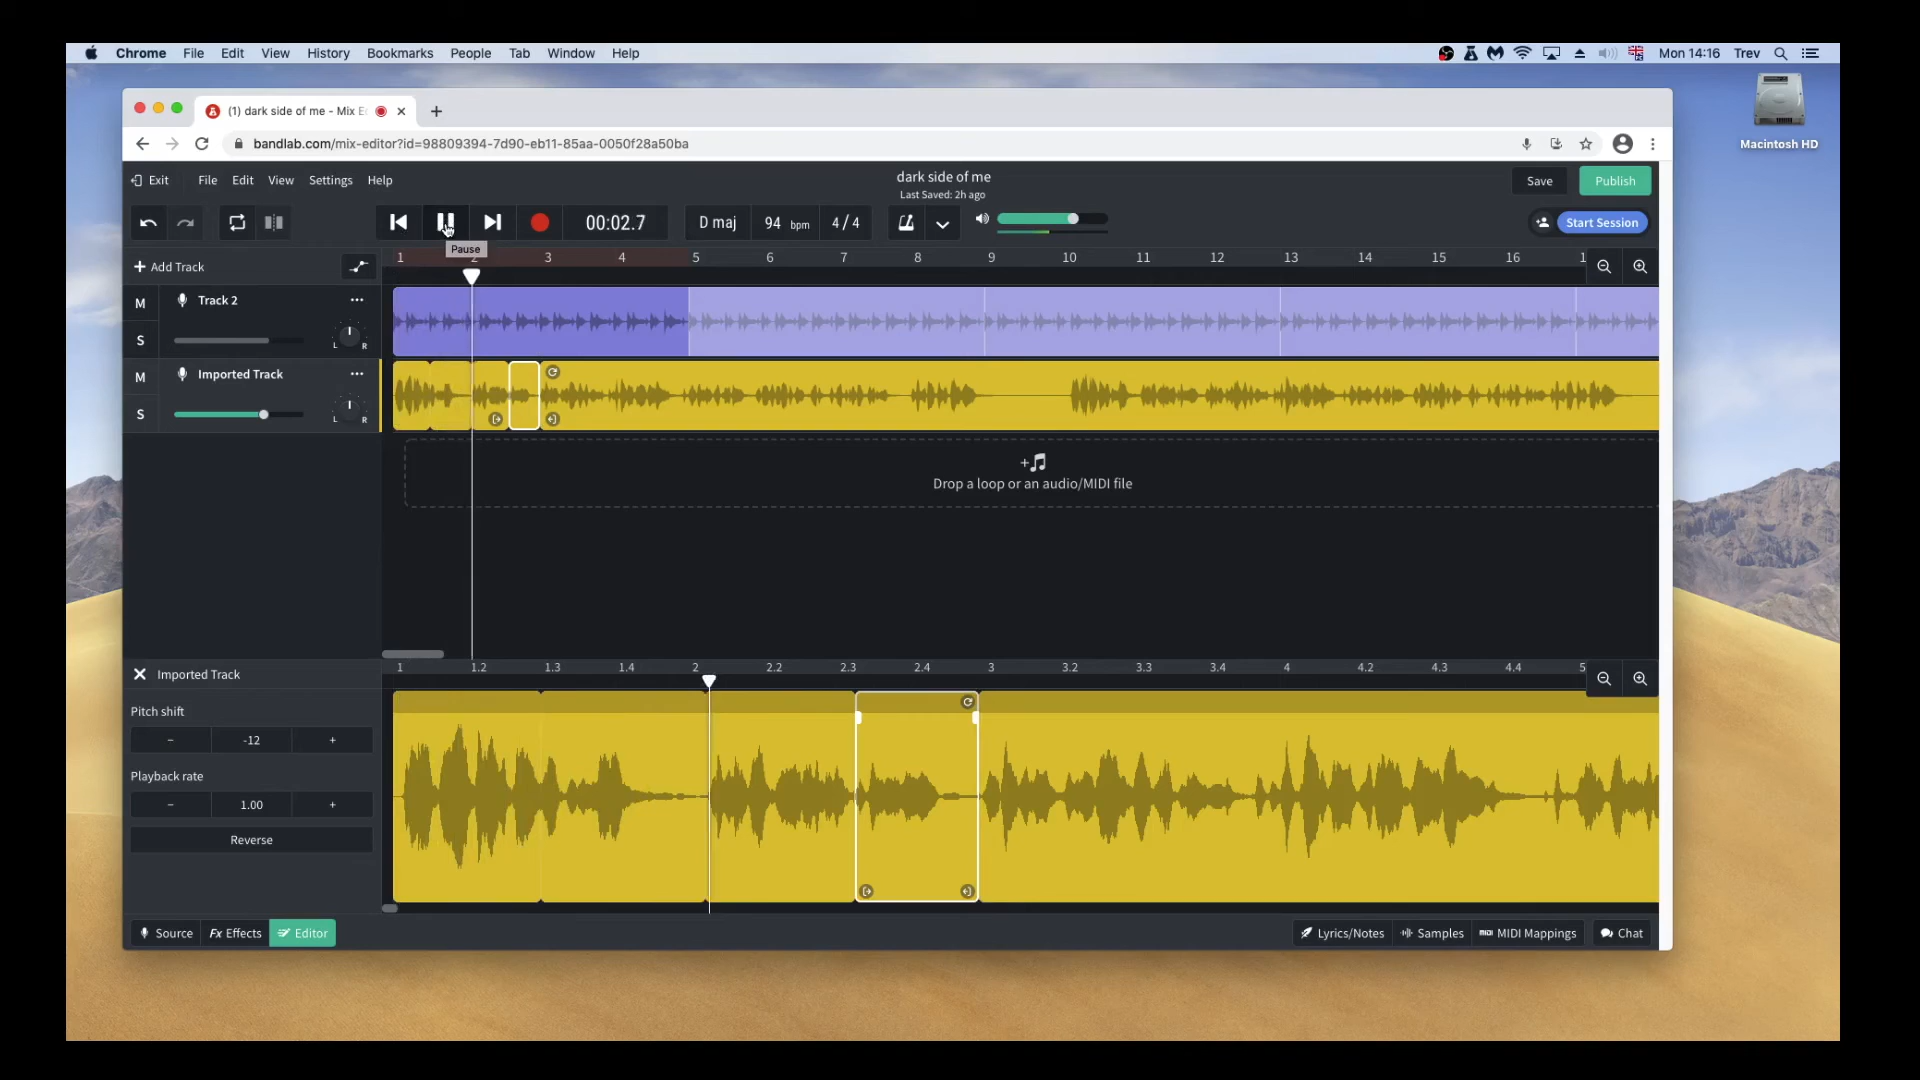 Chrome File Edit View History Bookmarks People Tab Window Help Mon 14:16 Trev
Macintosh HD
(1) dark side of me - Mix E
bandlab.com/mix-editor?id=98809394-7d90-eb11-85aa-0050f28a50ba
Exit File Edit View Settings Help
dark side of me
Last Saved: 2h ago
Save Publish
00:02.7 D maj 94 bpm 4/4 Start Session
Pause
+ Add Track
1 2 3 4 5 6 7 8 9 10 11 12 13 14 15 16 1
M Track 2 ...
S L R
M Imported Track ...
S L R
Drop a loop or an audio/MIDI file
Imported Track
1 1.2 1.3 1.4 2 2.2 2.3 2.4 3 3.2 3.3 3.4 4 4.2 4.3 4.4 5
Pitch shift
- -12 +
Playback rate
- 1.00 +
Reverse
Source Fx Effects Editor
Lyrics/Notes Samples MIDI Mappings Chat